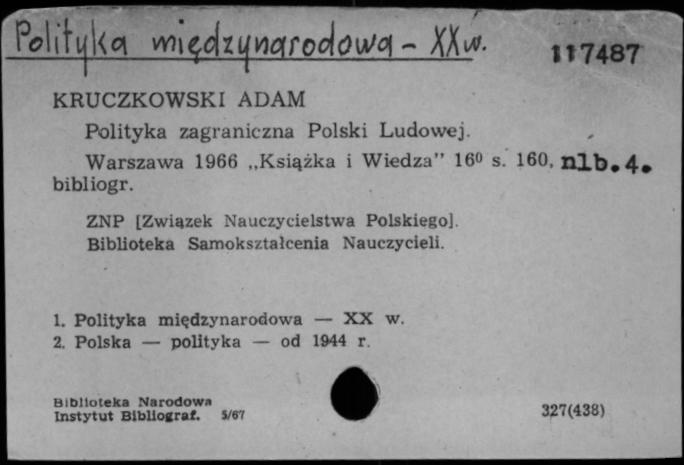 Polityka międzynarodowa - XXw.
117487
KRUCZKOWSKI ADAM
Polityka zagraniczna Polski Ludowej.
Warszawa 1966 „Książka i Wiedza” 16⁰ s. 160, nlb.4.
bibliogr.
ZNP [Związek Nauczycielstwa Polskiego].
Biblioteka Samokształcenia Nauczycieli.
1. Polityka międzynarodowa — XX w.
2. Polska — polityka — od 1944 r.
Biblioteka Narodowa
Instytut Bibliograf. 5/67
327(438)